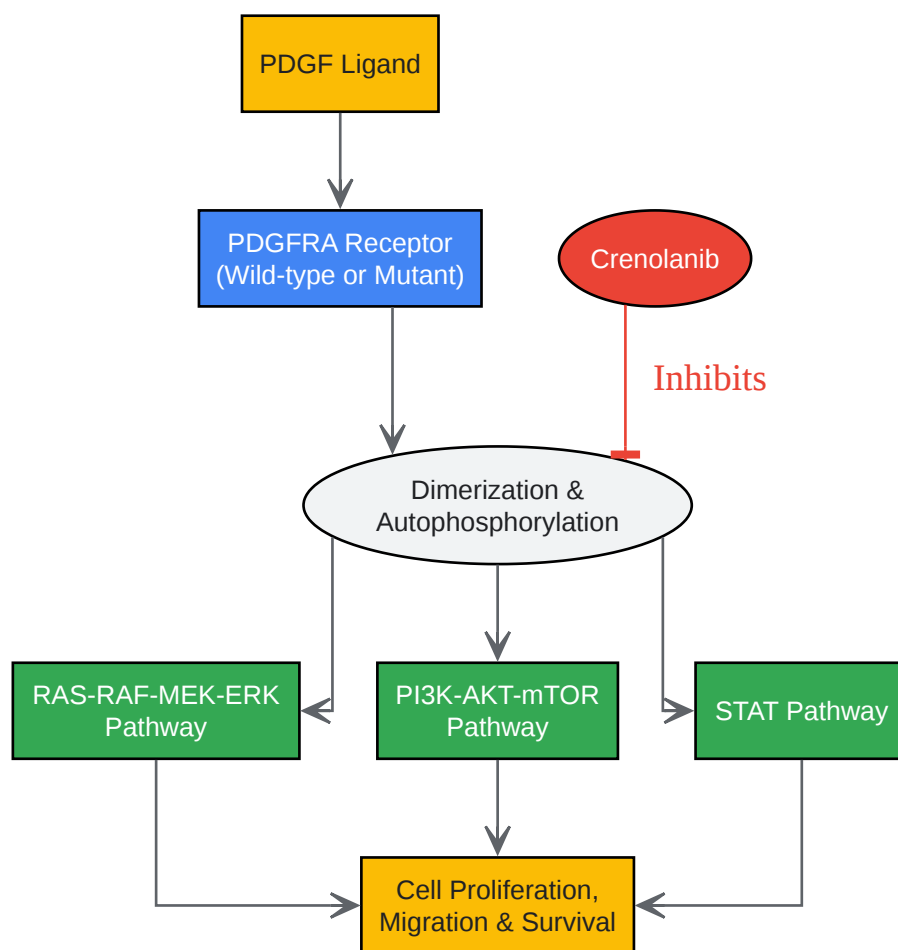 PDGF Ligand
PDGFRA Receptor
(Wild-type or Mutant)
Crenolanib
Inhibits
Dimerization &
Autophosphorylation
RAS-RAF-MEK-ERK
Pathway
PI3K-AKT-mTOR
Pathway
STAT Pathway
Cell Proliferation,
Migration & Survival